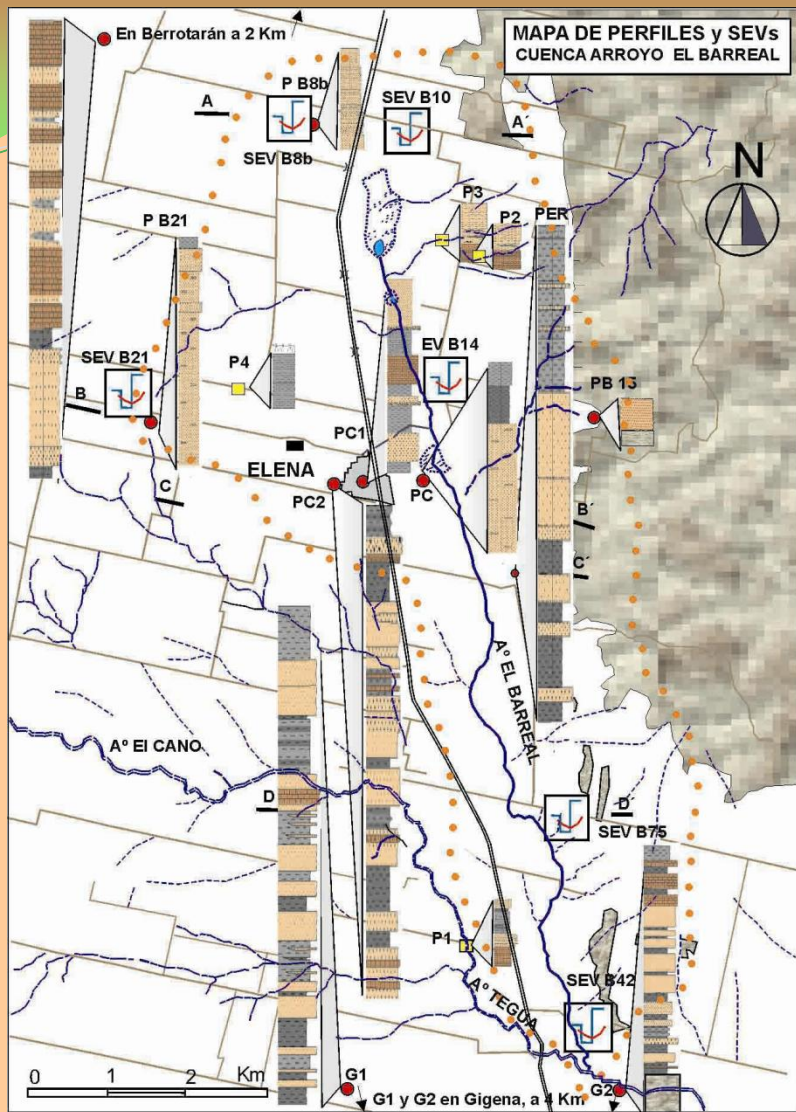 En Berrotarán a 2 Km
MAPA DE PERFILES y SEVs
CUENCA ARROYO EL BARREAL
P B8b
A
SEV B10
A´
SEV B8b
N
P3
P2
PER
P B21
SEV B21
P4
EV B14
PB 15
B
PC1
ELENA
PC2
PC
C
B´
C´
Aº EL BARREAL
Aº El CANO
D
D´
SEV B75
P1
SEV B42
Aº TEGUA
0 1 2 Km
G1
G2
G1 y G2 en Gigena, a 4 Km